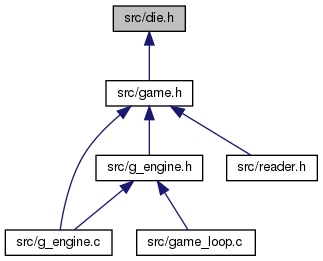 src/die.h
src/game.h
src/g_engine.h
src/reader.h
src/g_engine.c
src/game_loop.c